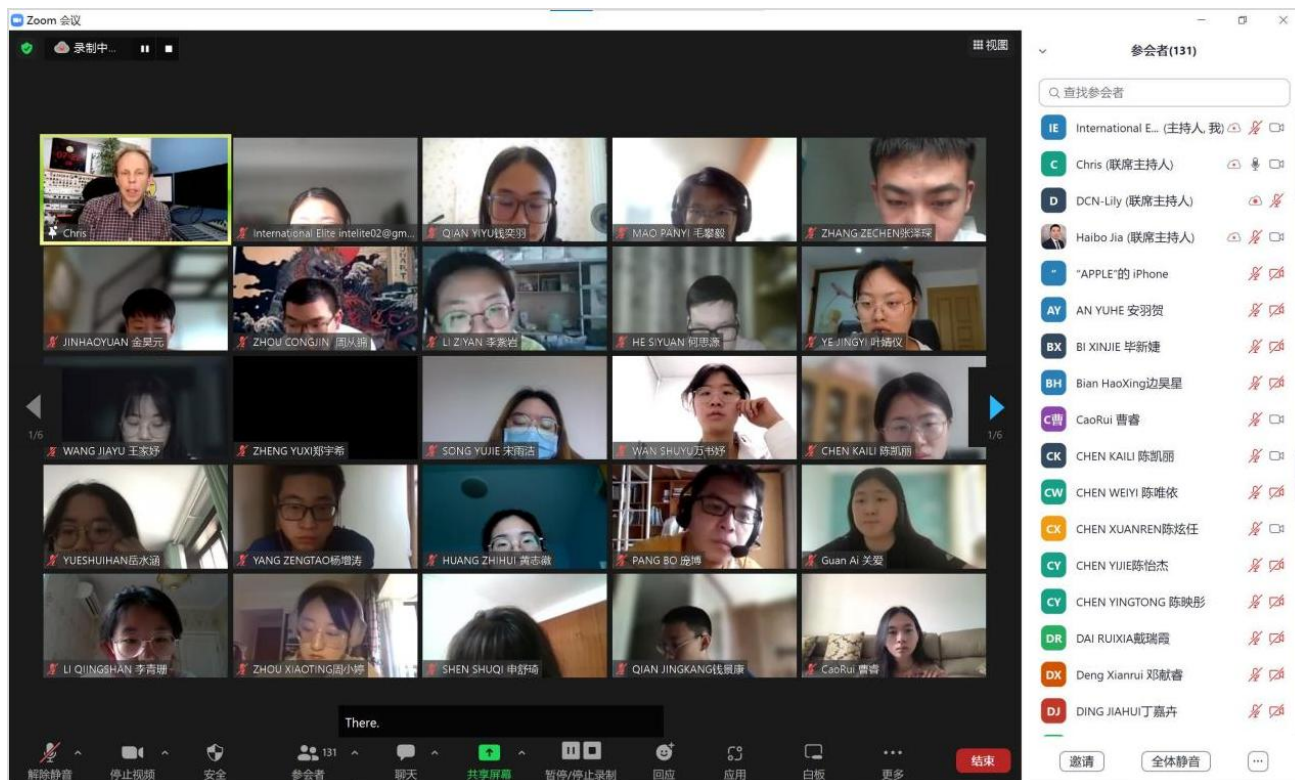 Zoom 会议
录制中...
视图
Chris
International Elite intelite02@gm...
QIAN YIYU钱奕羽
MAO PANYI 毛攀毅
ZHANG ZECHEN张泽琛
JINHAOYUAN 金昊元
ZHOU CONGJIN 周从
LI ZIYAN 李紫岩
HE SIYUAN 何思源
YE JINGYI 叶婧仪
1/6
WANG JIAYU 王家妤
ZHENG YUXI郑宇希
SONG YUJIE 宋雨洁
WAN SHUYU万书妤
CHEN KAILI 陈凯丽
1/6
YUESHUIHAN岳水涵
YANG ZENGTAO杨增涛
HUANG ZHIHUI 黄志徽
PANG BO 庞博
Guan Ai 关爱
LI QIINGSHAN 李青珊
ZHOU XIAOTING周小婷
SHEN SHUQI 申舒琦
QIAN JINGKANG钱景康
CaoRui 曹睿
There.
解除静音
停止视频
安全
131
参会者
聊天
共享屏幕
暂停/停止录制
回应
应用
白板
更多
结束
参会者(131)
查找参会者
IE International E... (主持人, 我)
C Chris (联席主持人)
D DCN-Lily (联席主持人)
Haibo Jia (联席主持人)
" "APPLE"的 iPhone
AY AN YUHE 安羽贺
BX BI XINJIE 毕新婕
BH Bian HaoXing边昊星
C曹 CaoRui 曹睿
CK CHEN KAILI 陈凯丽
CW CHEN WEIYI 陈唯依
CX CHEN XUANREN陈炫任
CY CHEN YIJIE陈怡杰
CY CHEN YINGTONG 陈映彤
DR DAI RUIXIA戴瑞霞
DX Deng Xianrui 邓献睿
DJ DING JIAHUI丁嘉卉
邀请
全体静音